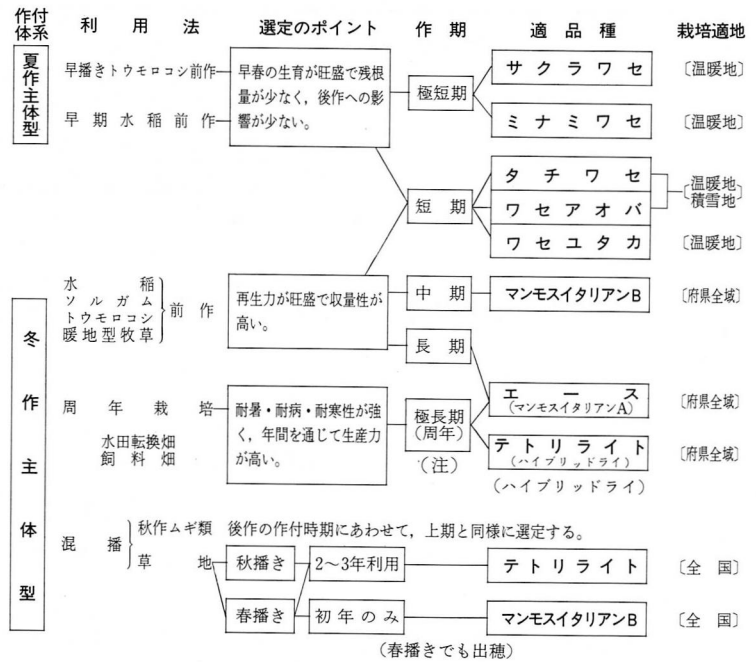 作付体系 利用法 選定のポイント 作期 適品種 栽培適地
夏作主体型
早播きトウモロコシ前作
早期水稲前作
早春の生育が旺盛で残根
量が少なく，後作への影
響が少ない。
極短期
サクラワセ
〔温暖地〕
ミナミワセ
〔温暖地〕
短期
タチワセ
ワセアオバ
〔温暖地
積雪地〕
ワセユタカ
〔温暖地〕
冬作主体型
水稲
ソルガム
トウモロコシ
暖地型牧草
前作
再生力が旺盛で収量性が
高い。
中期
マンモスイタリアンB
〔府県全域〕
長期
周年栽培
水田転換畑
飼料畑
耐暑・耐病・耐寒性が強
く，年間を通じて生産力
が高い。
極長期
（周年）
（注）
エース
（マンモスイタリアンA）
〔府県全域〕
テトリライト
（ハイブリッドライ）
〔府県全域〕
（ハイブリッドライ）
混播
秋作ムギ類 後作の作付時期にあわせて，上期と同様に選定する。
草地
秋播き 2〜3年利用 テトリライト 〔全国〕
春播き 初年のみ マンモスイタリアンB 〔全国〕
（春播きでも出穂）